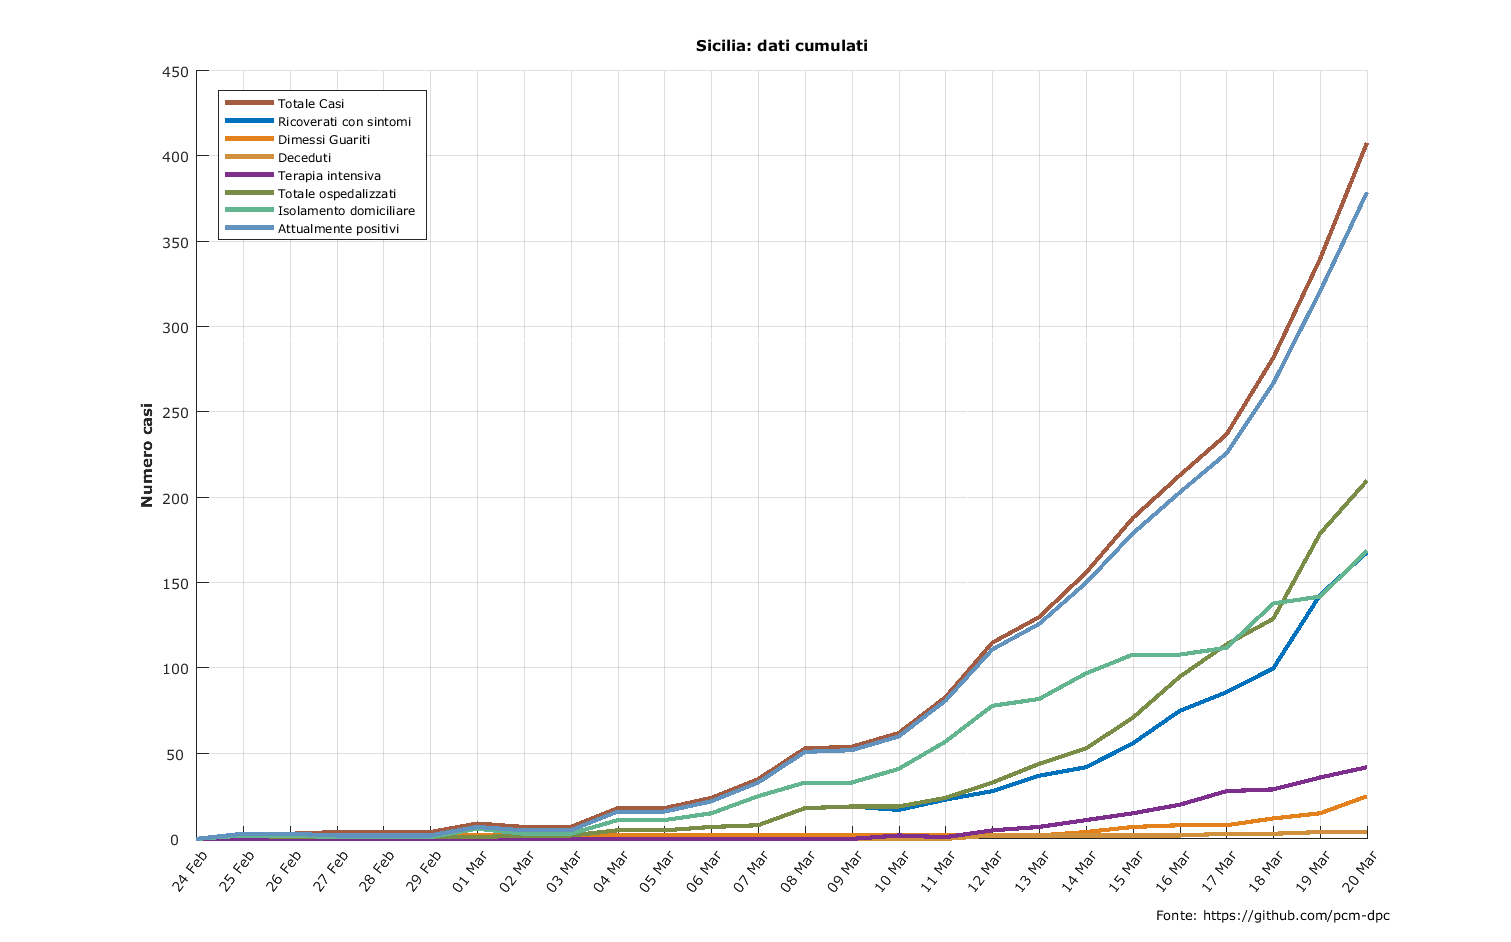 Sicilia: dati cumulati
450
400
350
300
250
200
150
100
50
0
Numero casi
Totale Casi
Ricoverati con sintomi
Dimessi Guariti
Deceduti
Terapia intensiva
Totale ospedalizzati
Isolamento domiciliare
Attualmente positivi
24 Feb
25 Feb
26 Feb
27 Feb
28 Feb
29 Feb
01 Mar
02 Mar
03 Mar
04 Mar
05 Mar
06 Mar
07 Mar
08 Mar
09 Mar
10 Mar
11 Mar
12 Mar
13 Mar
14 Mar
15 Mar
16 Mar
17 Mar
18 Mar
19 Mar
20 Mar
Fonte: https://github.com/pcm-dpc